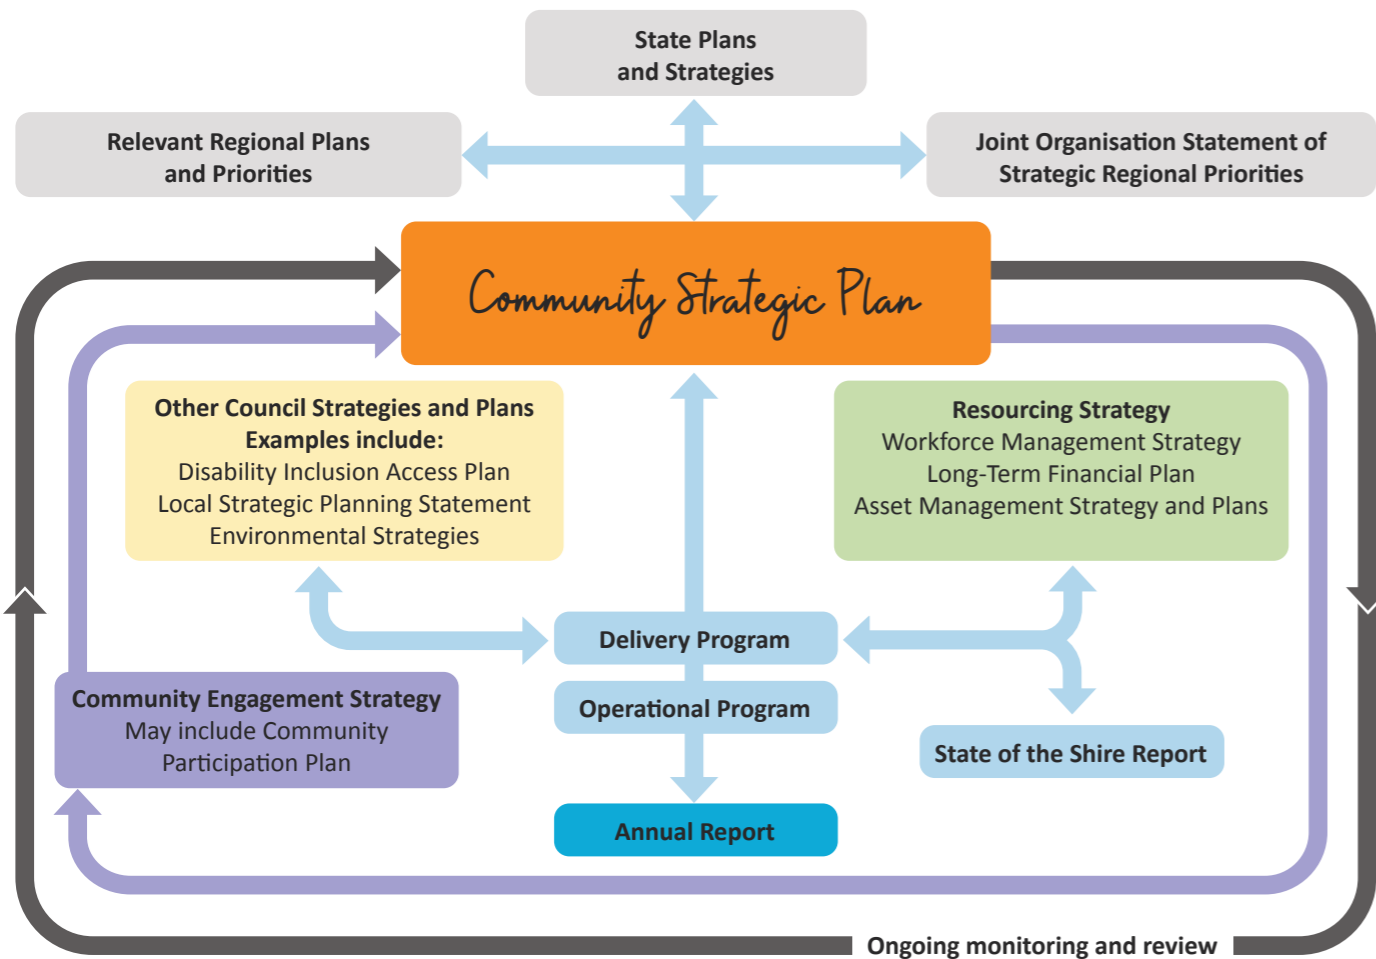 State Plans
and Strategies
Relevant Regional Plans
and Priorities
Joint Organisation Statement of
Strategic Regional Priorities
Community Strategic Plan
Other Council Strategies and Plans
Examples include:
Disability Inclusion Access Plan
Local Strategic Planning Statement
Environmental Strategies
Resourcing Strategy
Workforce Management Strategy
Long-Term Financial Plan
Asset Management Strategy and Plans
Delivery Program
Operational Program
Community Engagement Strategy
May include Community
Participation Plan
State of the Shire Report
Annual Report
Ongoing monitoring and review